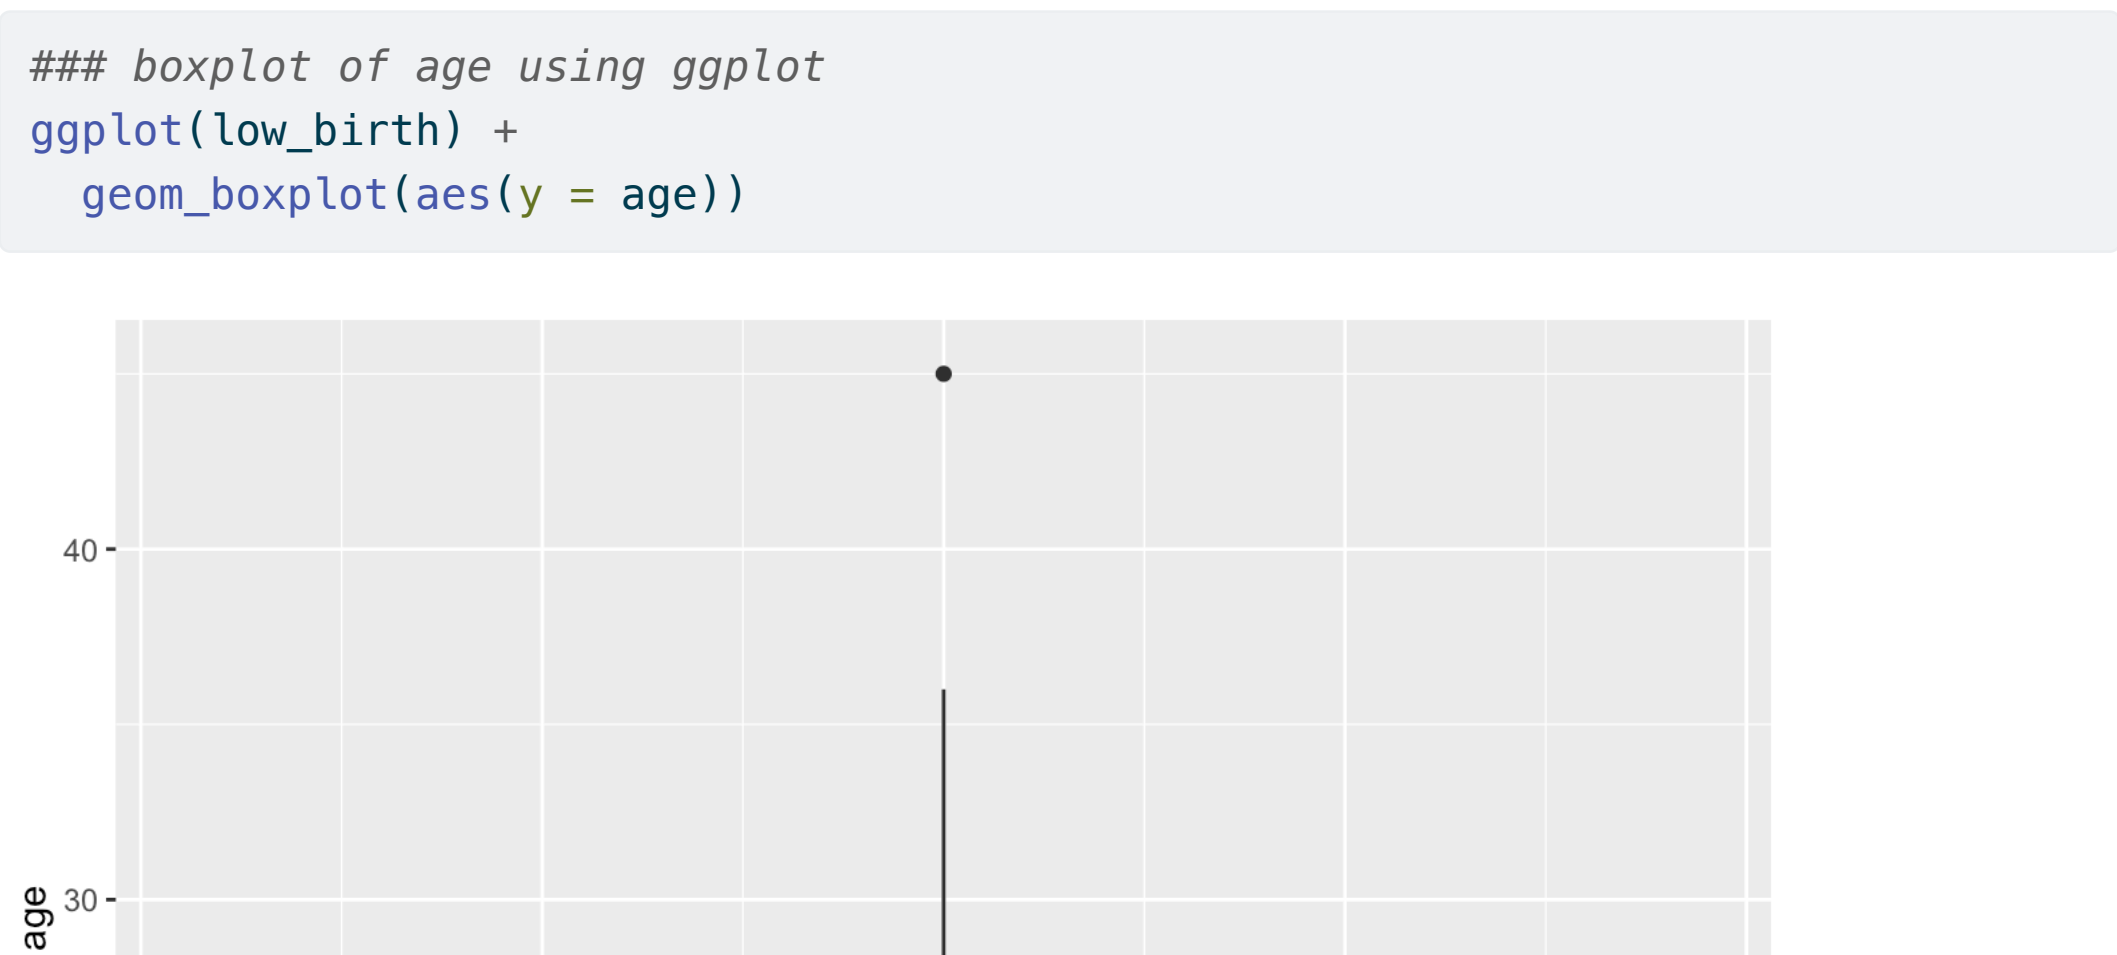 ### boxplot of age using ggplot
ggplot(low_birth) +
  geom_boxplot(aes(y = age))
40
30
age